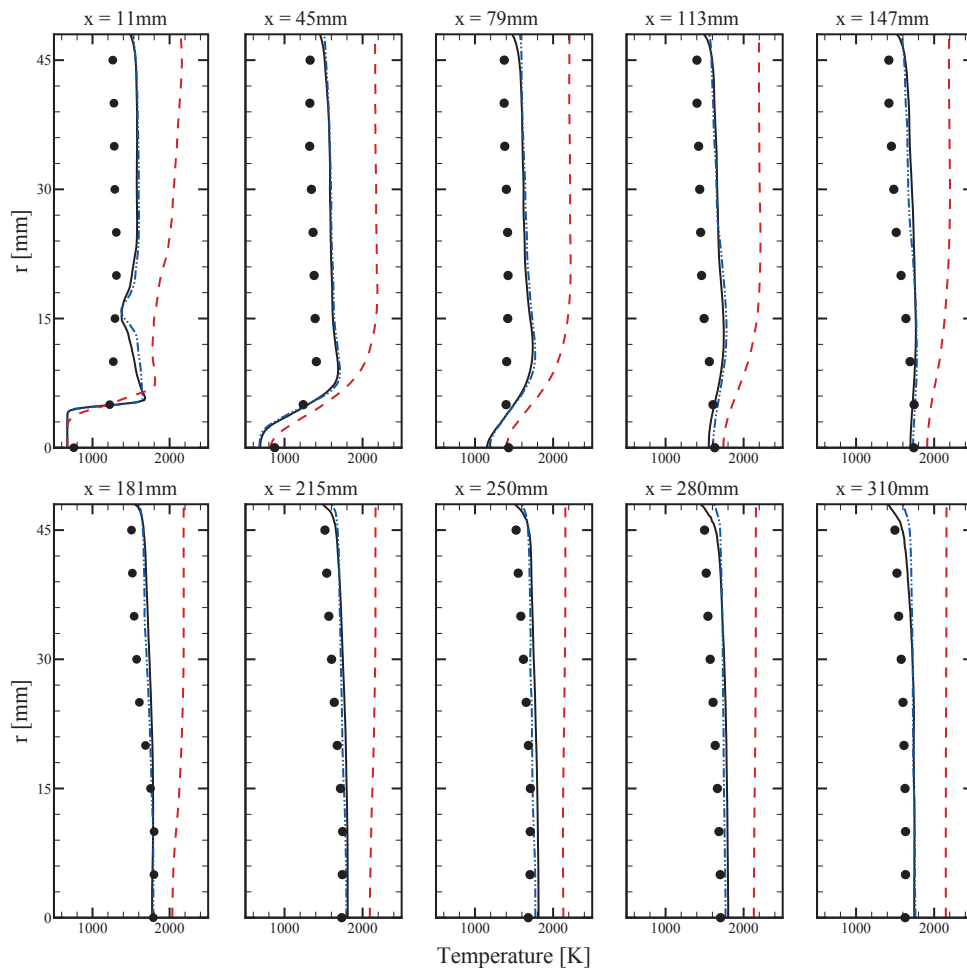 x = 11mm x = 45mm x = 79mm x = 113mm x = 147mm
45
30
15
0
r [mm]
1000 2000 1000 2000 1000 2000 1000 2000 1000 2000
x = 181mm x = 215mm x = 250mm x = 280mm x = 310mm
45
30
15
0
r [mm]
1000 2000 1000 2000 1000 2000 1000 2000 1000 2000
Temperature [K]